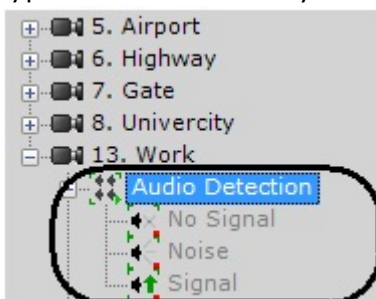 5. Airport
6. Highway
7. Gate
8. Univercity
13. Work
Audio Detection
No Signal
Noise
Signal